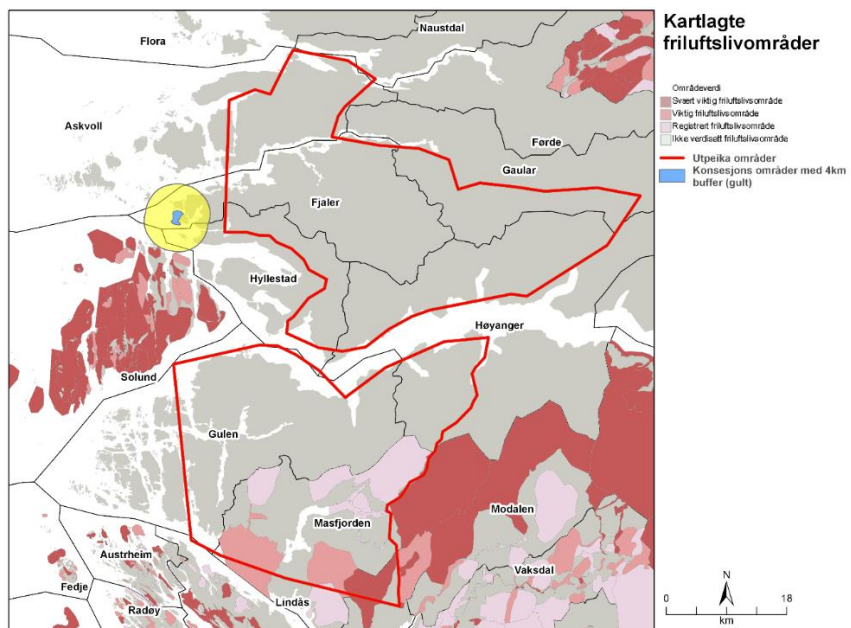 Kartlagte
friluftslivområder
Områdeverdi
Svært viktig friluftslivsområde
Viktig friluftslivsområde
Registrert friluftslivsområde
Ikke verdisatt friluftslivsområde
Utpeika områder
Konsesjons områder med 4km
buffer (gult)
Flora
Naustdal
Askvoll
Førde
Gaular
Fjaler
Hyllestad
Høyanger
Solund
Gulen
Masfjorden
Modalen
Austrheim
Vaksdal
Fedje
Lindås
Radøy
N
0 18
km